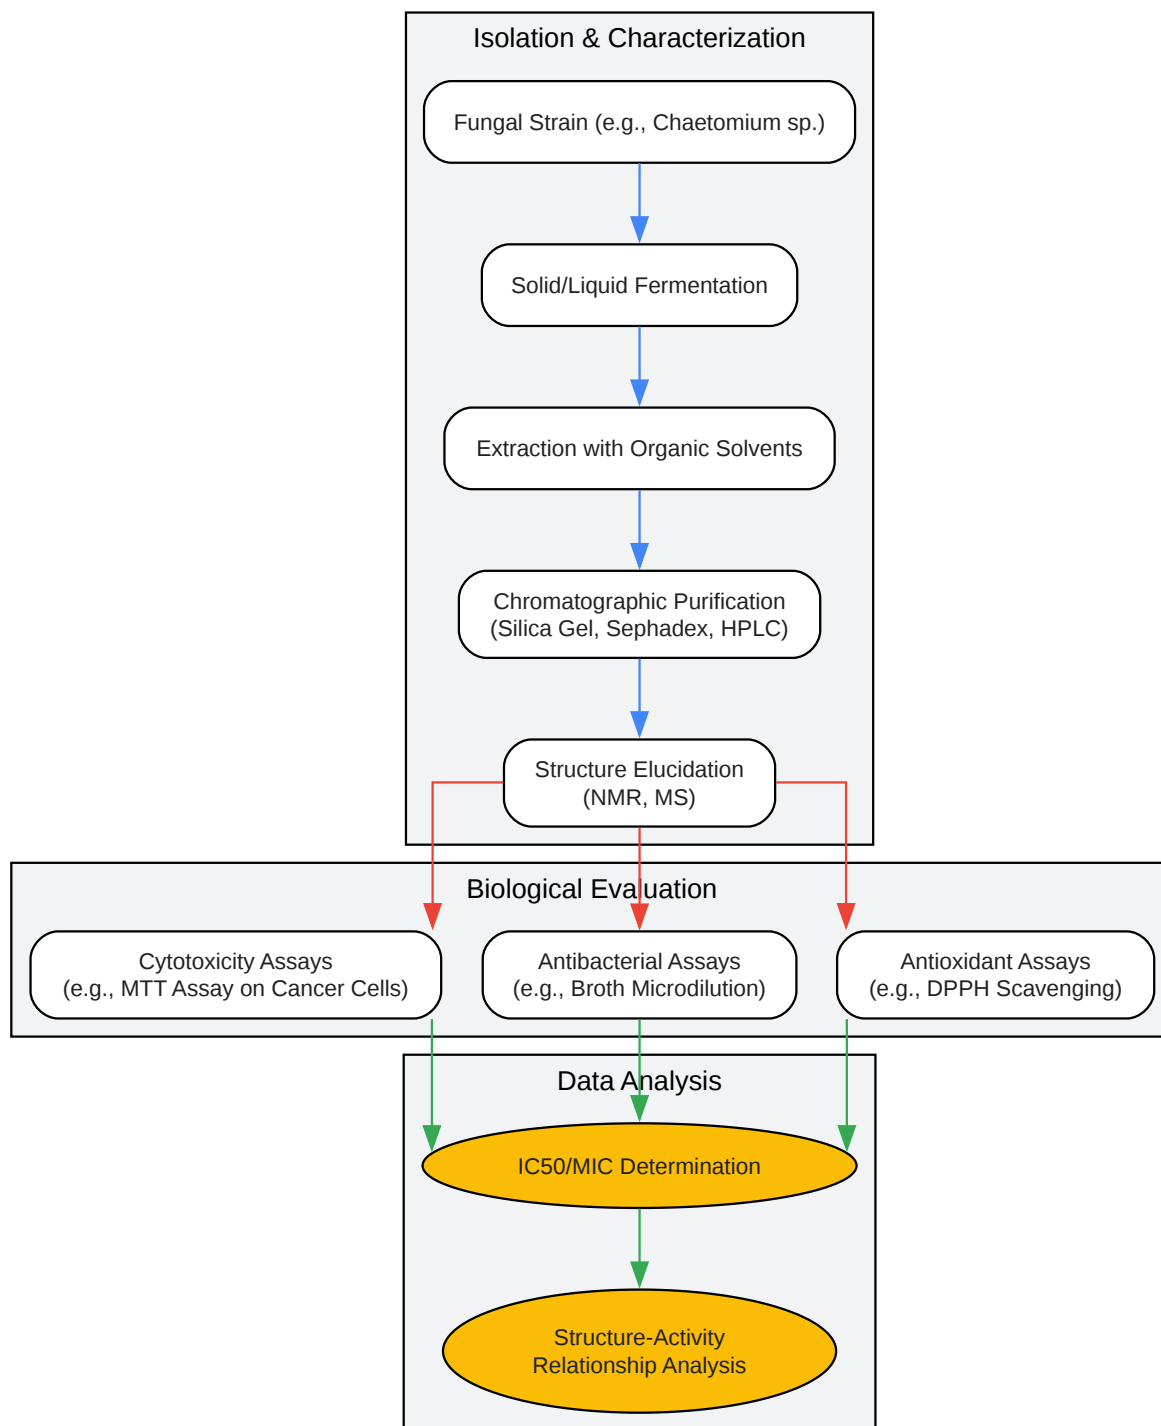 Isolation & Characterization
Fungal Strain (e.g., Chaetomium sp.)
Solid/Liquid Fermentation
Extraction with Organic Solvents
Chromatographic Purification
(Silica Gel, Sephadex, HPLC)
Structure Elucidation
(NMR, MS)
Biological Evaluation
Cytotoxicity Assays
(e.g., MTT Assay on Cancer Cells)
Antibacterial Assays
(e.g., Broth Microdilution)
Antioxidant Assays
(e.g., DPPH Scavenging)
Data Analysis
IC50/MIC Determination
Structure-Activity
Relationship Analysis